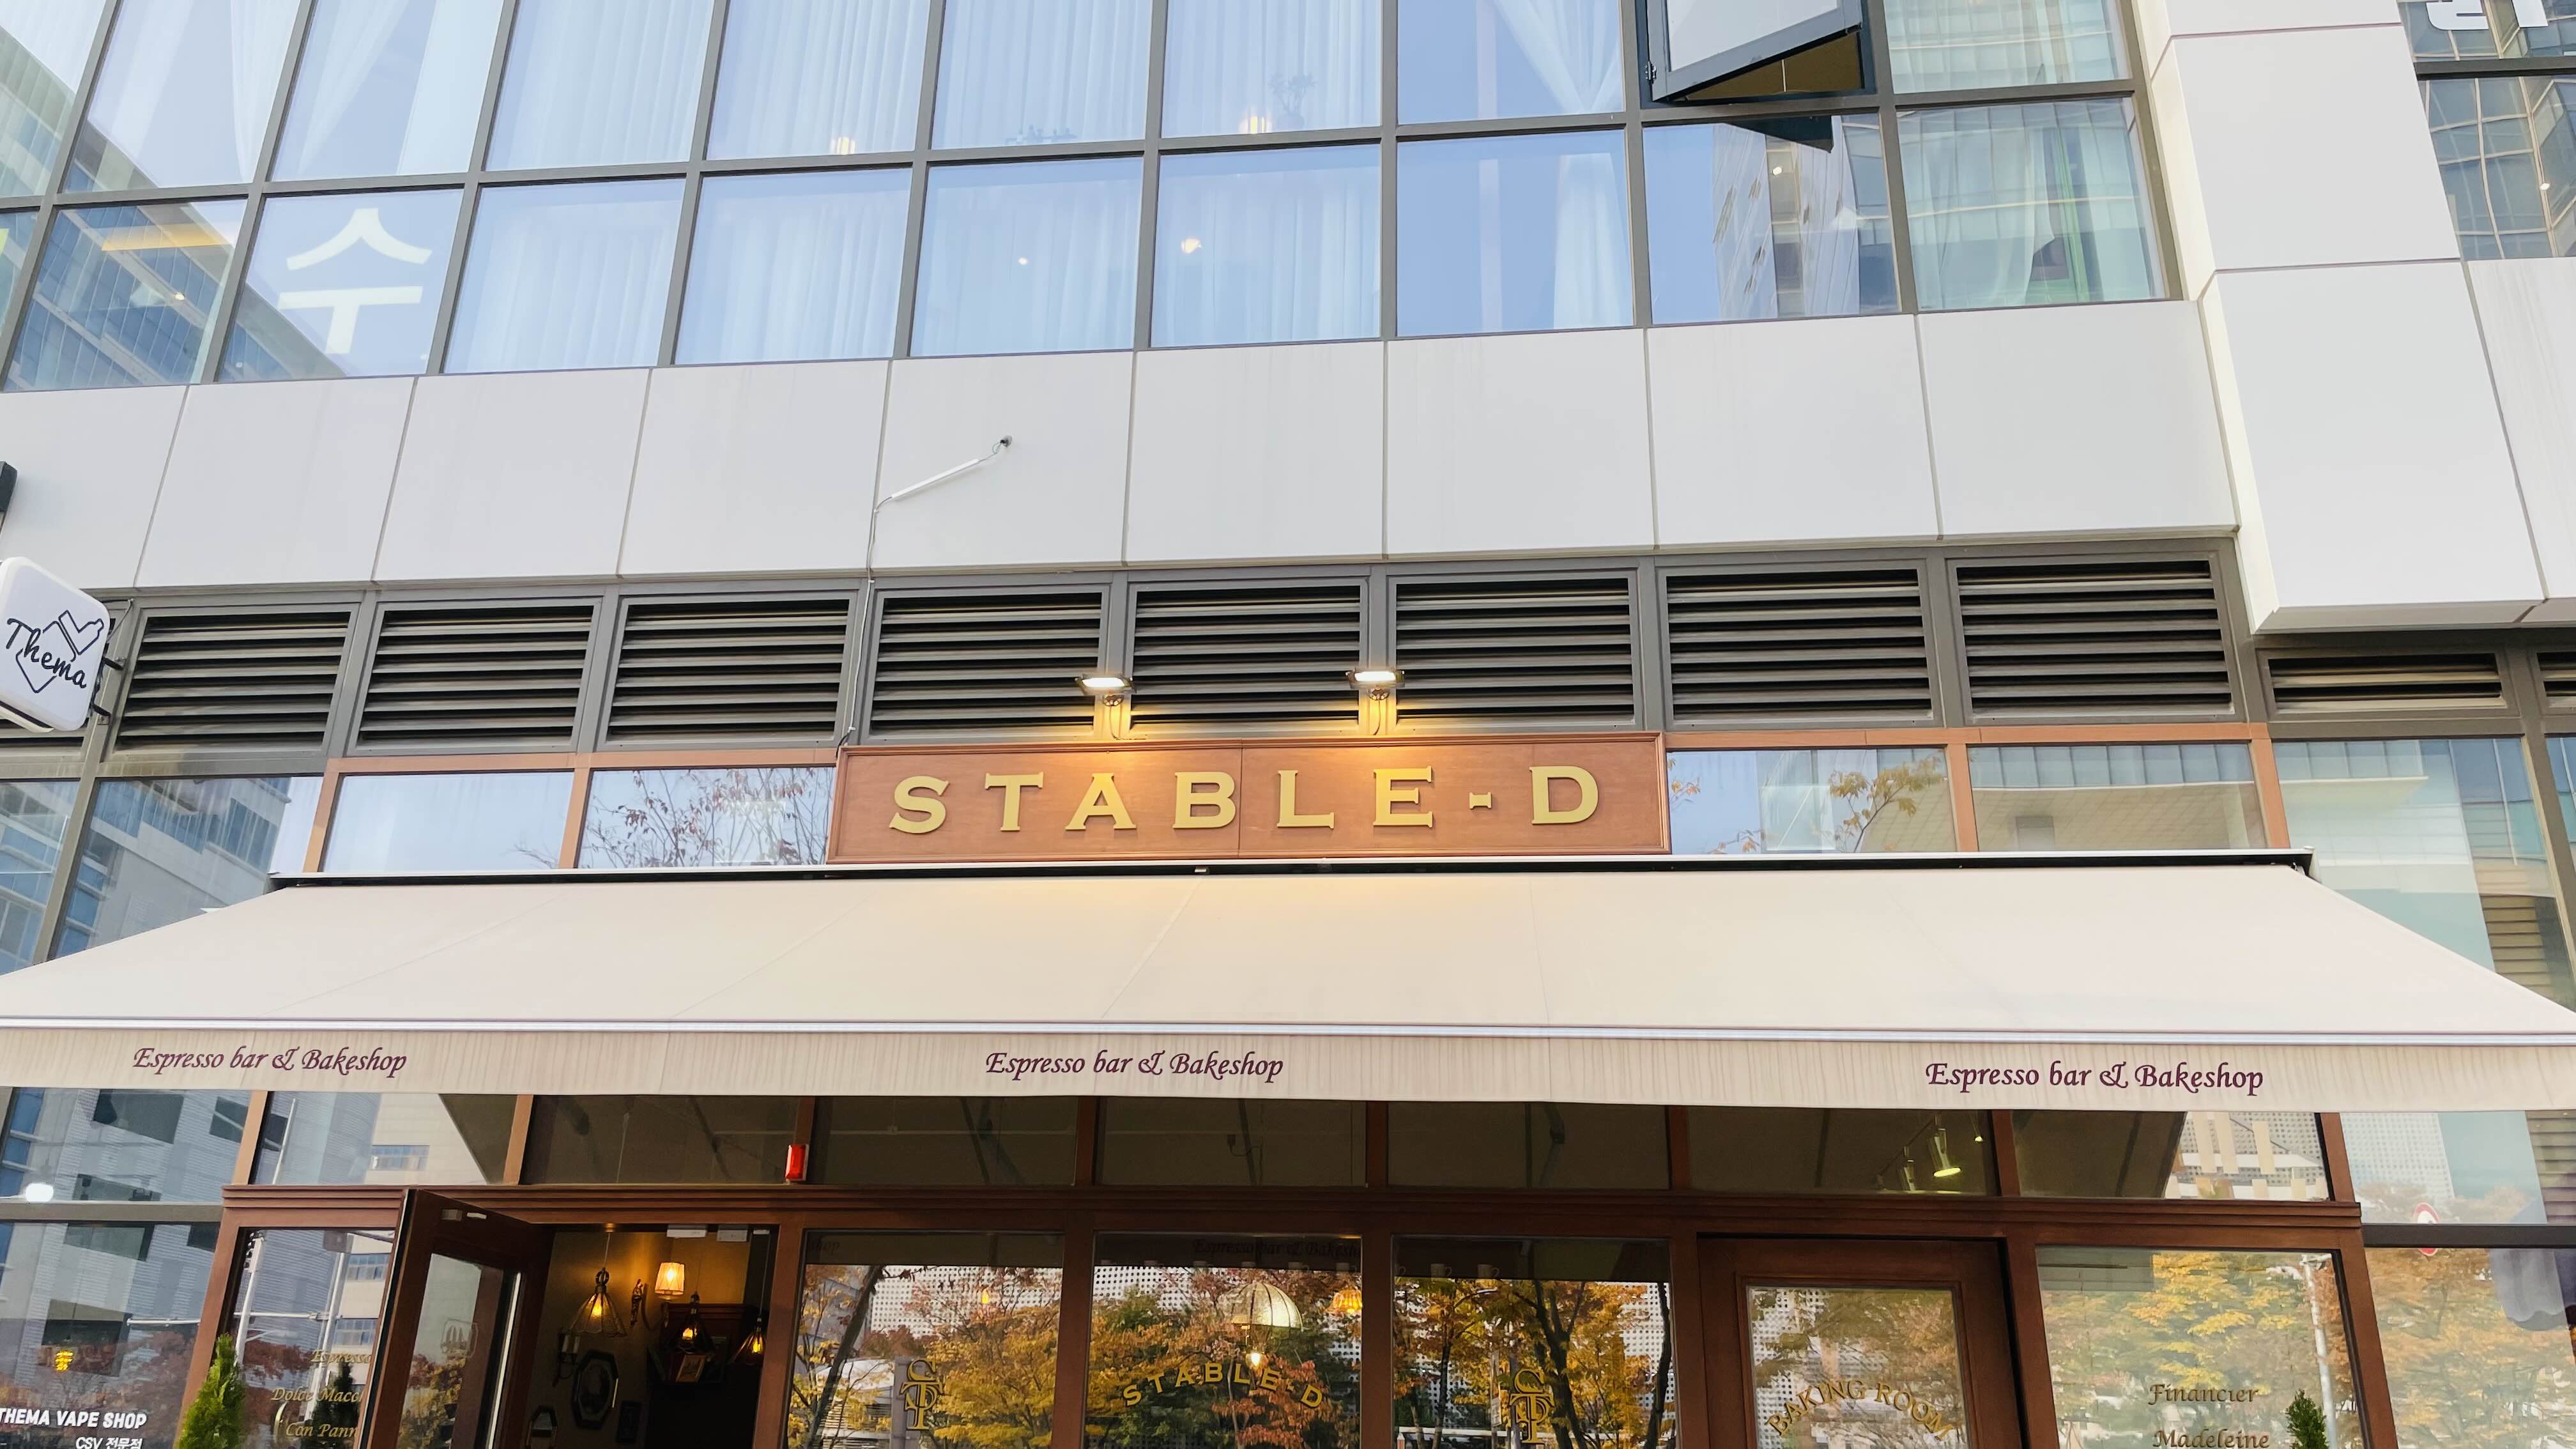 수
Thema
STABLE-D
Espresso bar & Bakeshop
Espresso bar & Bakeshop
Espresso bar & Bakeshop
Espresso
STABLE-D
BAKING ROOM
Financier
Madeleine
THEMA VAPE SHOP
CSV 전문점